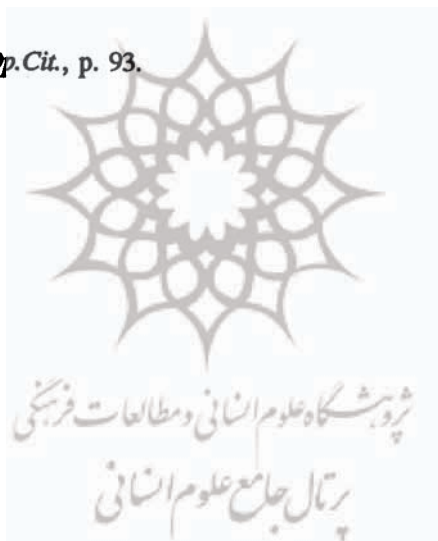 p.Cit., p. 93.
پژوهشگاه علوم انسانی و مطالعات فرهنگی
پرتال جامع علوم انسانی